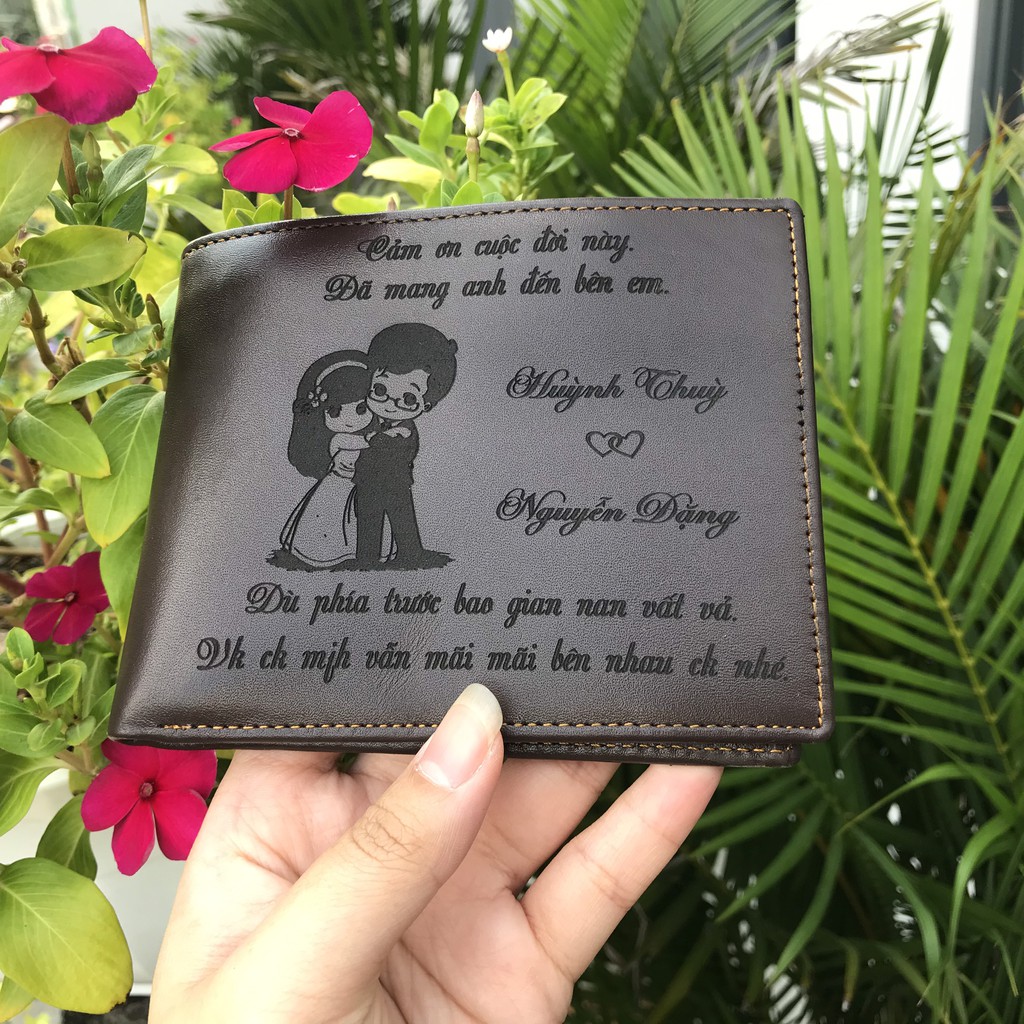 Cảm ơn cuộc đời này.
Đã mang anh đến bên em.
Huỳnh Thuỳ
Nguyễn Dặng
Dù phía trước bao gian nan vất vả.
Vk ck mjh vẫn mãi mãi bên nhau ck nhé.